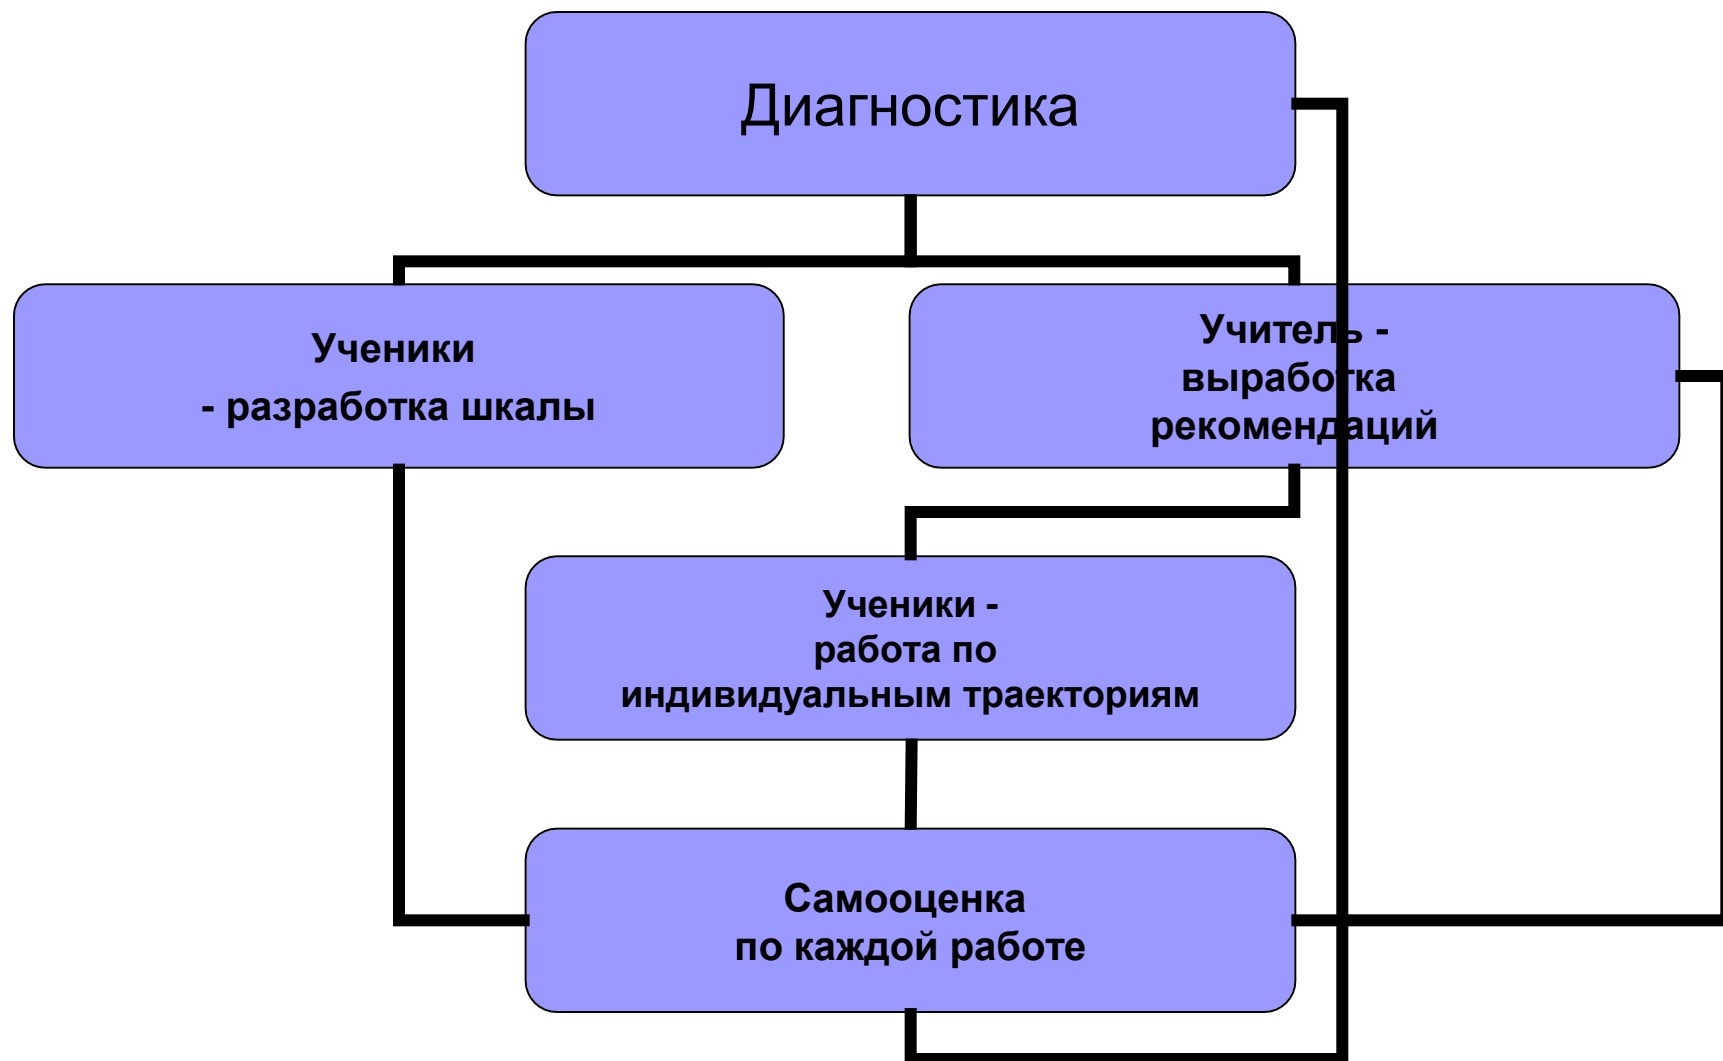 Диагностика
Ученики
- разработка шкалы
Учитель -
выработка
рекомендаций
Ученики -
работа по
индивидуальным траекториям
Самооценка
по каждой работе